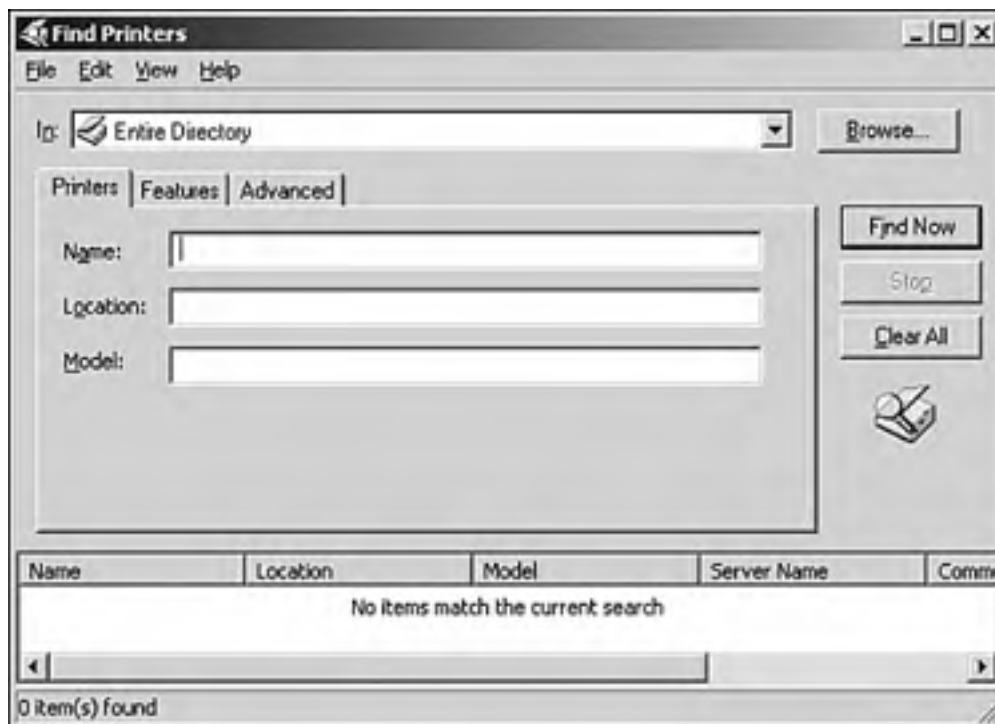 Find Printers
File Edit View Help
In: Entire Directory Browse...
Printers Features Advanced
Name: Find Now
Location: Stop
Model: Clear All
Name Location Model Server Name Comme
No items match the current search
0 item(s) found